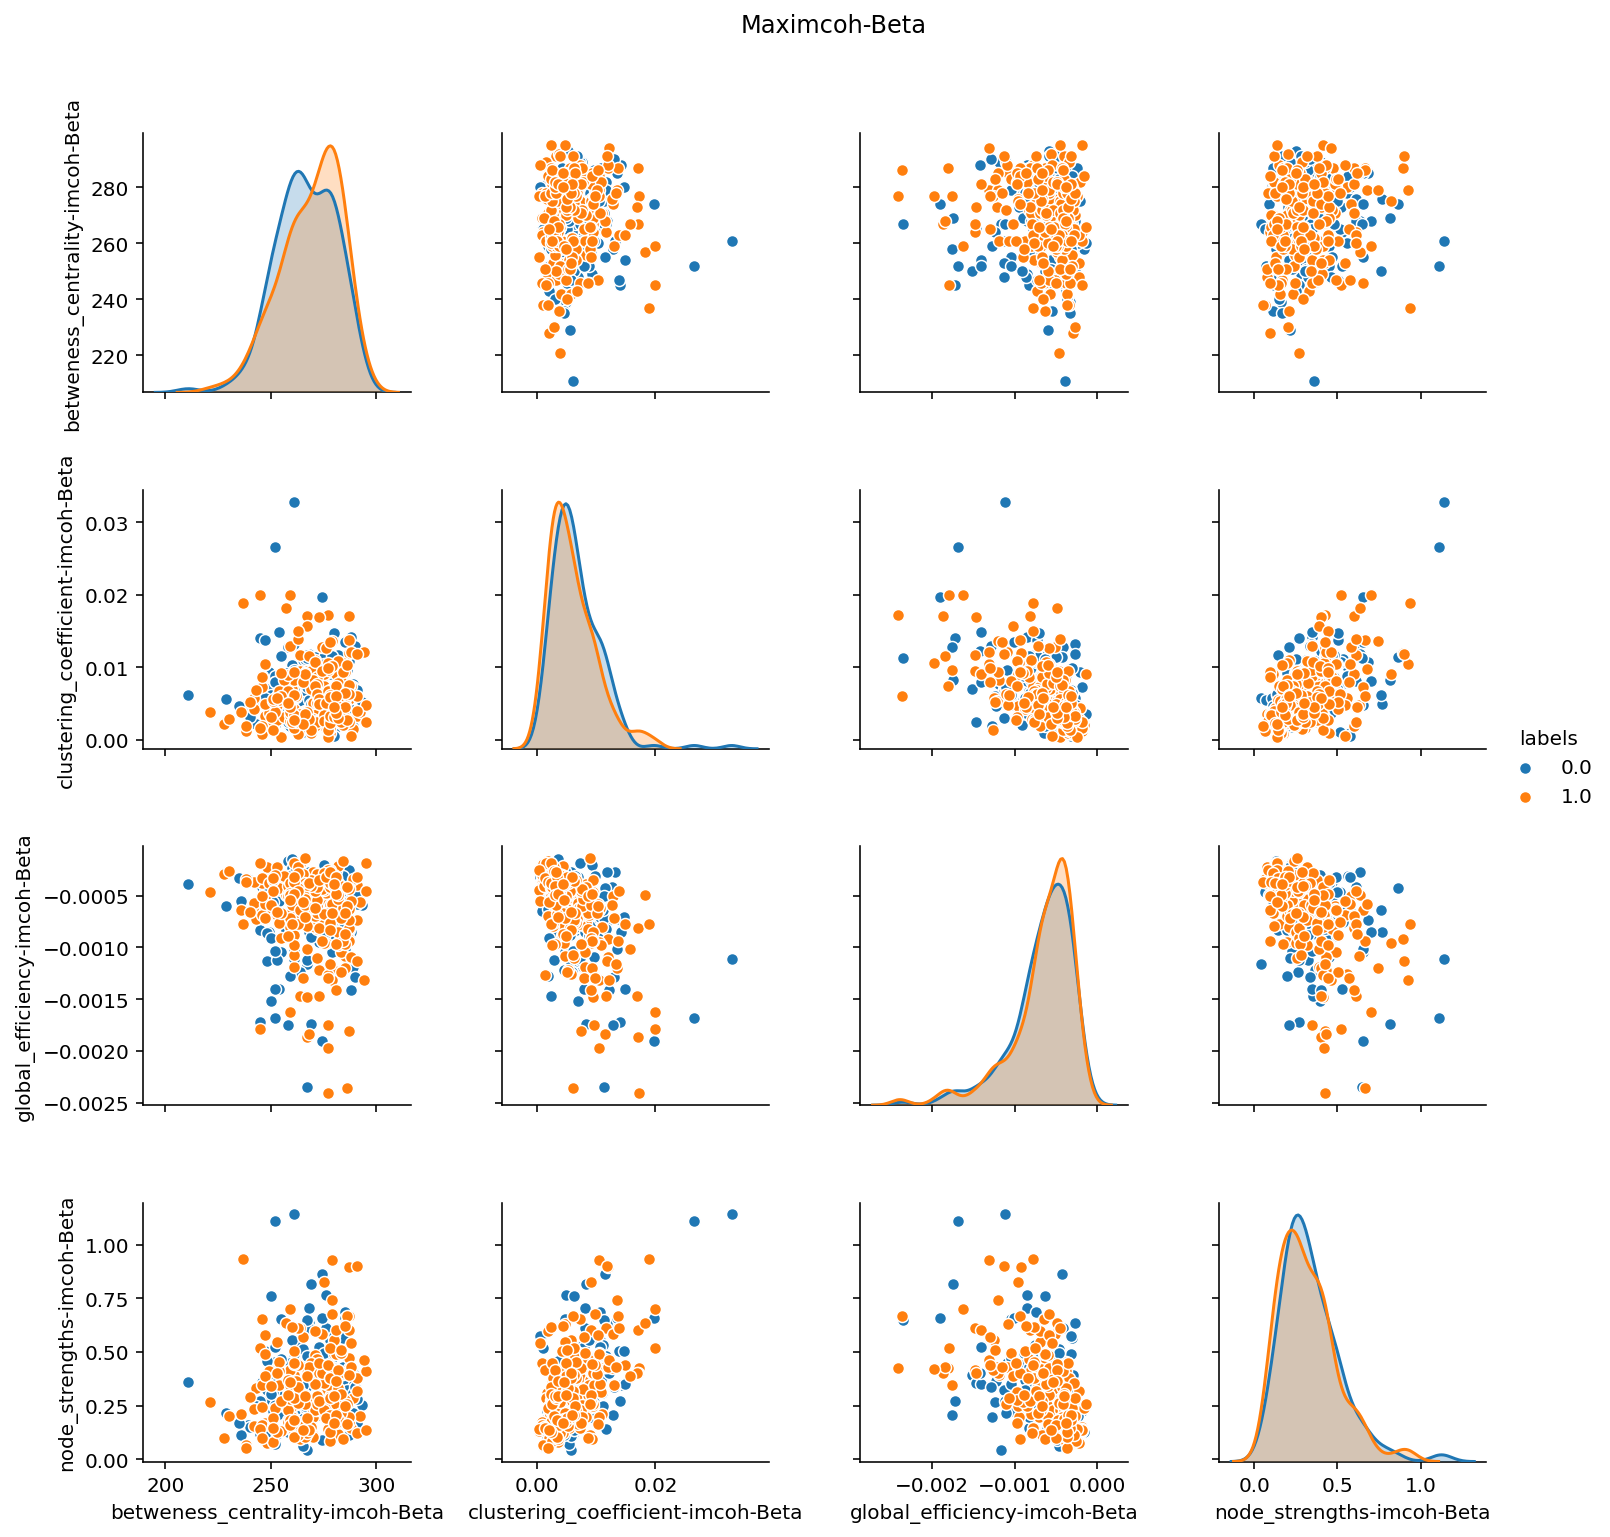 Maximcoh-Beta
betweness_centrality-imcoh-Beta
280
260
240
220
clustering_coefficient-imcoh-Beta
0.03
0.02
0.01
0.00
labels
0.0
1.0
global_efficiency-imcoh-Beta
−0.0005
−0.0010
−0.0015
−0.0020
−0.0025
node_strengths-imcoh-Beta
1.00
0.75
0.50
0.25
0.00
200 250 300 0.00 0.02 −0.002 −0.001 0.000 0.0 0.5 1.0
betweness_centrality-imcoh-Beta clustering_coefficient-imcoh-Beta global_efficiency-imcoh-Beta node_strengths-imcoh-Beta